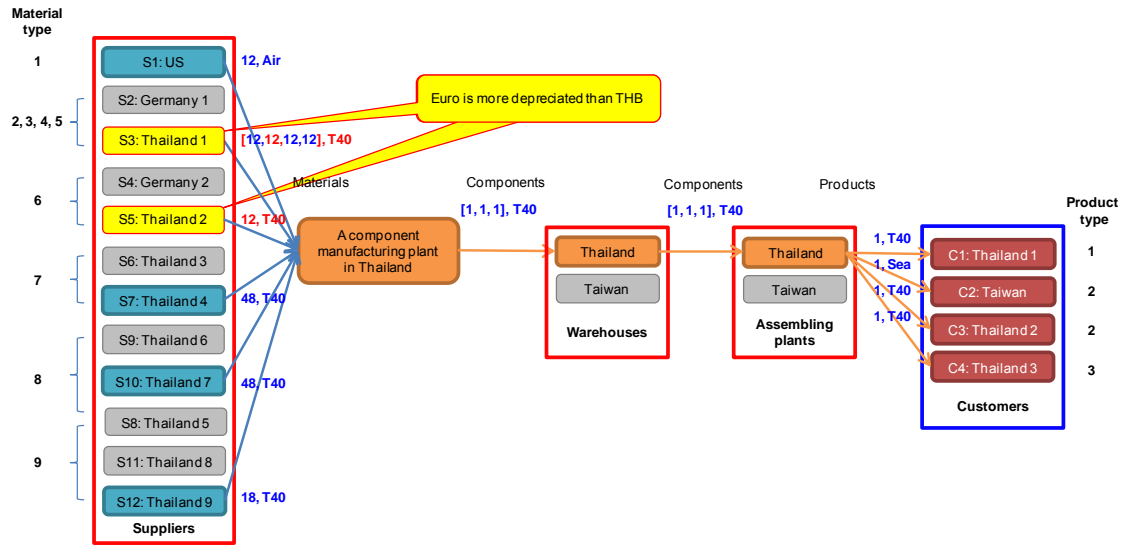 Material
type
1
2, 3, 4, 5
6
7
8
9
S1: US
S2: Germany 1
S3: Thailand 1
S4: Germany 2
S5: Thailand 2
S6: Thailand 3
S7: Thailand 4
S9: Thailand 6
S10: Thailand 7
S8: Thailand 5
S11: Thailand 8
S12: Thailand 9
Suppliers
12, Air
[12,12,12,12], T40
12, T40
48, T40
48, T40
18, T40
Euro is more depreciated than THB
Materials
A component
manufacturing plant
in Thailand
Components
[1, 1, 1], T40
Thailand
Taiwan
Warehouses
Components
[1, 1, 1], T40
Thailand
Taiwan
Assembling
plants
Products
1, T40
1, Sea
1, T40
1, T40
C1: Thailand 1
C2: Taiwan
C3: Thailand 2
C4: Thailand 3
Customers
Product
type
1
2
2
3